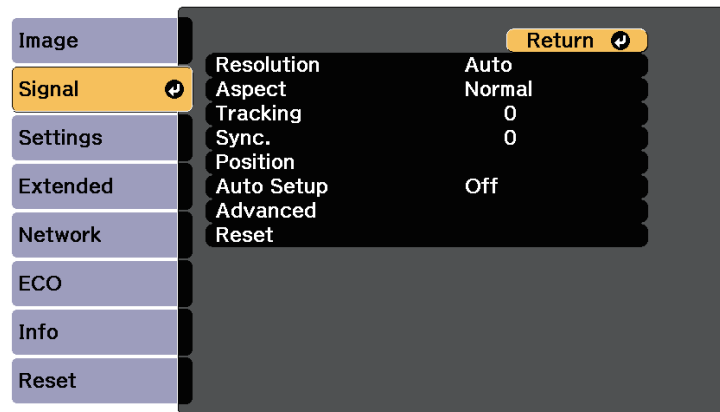 Image
Signal
Settings
Extended
Network
ECO
Info
Reset
Return
Resolution Auto
Aspect Normal
Tracking 0
Sync. 0
Position
Auto Setup Off
Advanced
Reset